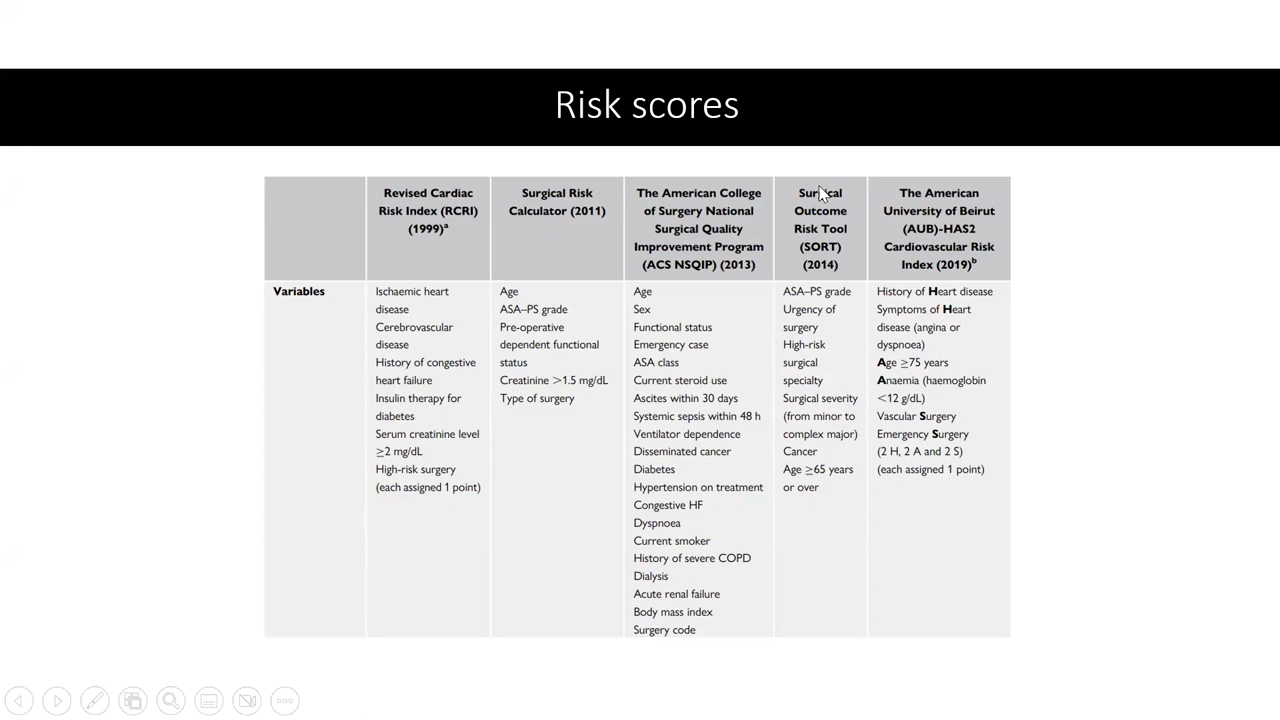 Risk scores
Revised Cardiac
Risk Index (RCRI)
(1999)a
Surgical Risk
Calculator (2011)
The American College
of Surgery National
Surgical Quality
Improvement Program
(ACS NSQIP) (2013)
Surgical
Outcome
Risk Tool
(SORT)
(2014)
The American
University of Beirut
(AUB)-HAS2
Cardiovascular Risk
Index (2019)b
Variables
Ischaemic heart
disease
Cerebrovascular
disease
History of congestive
heart failure
Insulin therapy for
diabetes
Serum creatinine level
≥2 mg/dL
High-risk surgery
(each assigned 1 point)
Age
ASA–PS grade
Pre-operative
dependent functional
status
Creatinine >1.5 mg/dL
Type of surgery
Age
Sex
Functional status
Emergency case
ASA class
Current steroid use
Ascites within 30 days
Systemic sepsis within 48 h
Ventilator dependence
Disseminated cancer
Diabetes
Hypertension on treatment
Congestive HF
Dyspnoea
Current smoker
History of severe COPD
Dialysis
Acute renal failure
Body mass index
Surgery code
ASA–PS grade
Urgency of
surgery
High-risk
surgical
specialty
Surgical severity
(from minor to
complex major)
Cancer
Age ≥65 years
or over
History of Heart disease
Symptoms of Heart
disease (angina or
dyspnoea)
Age ≥75 years
Anaemia (haemoglobin
<12 g/dL)
Vascular Surgery
Emergency Surgery
(2 H, 2 A and 2 S)
(each assigned 1 point)